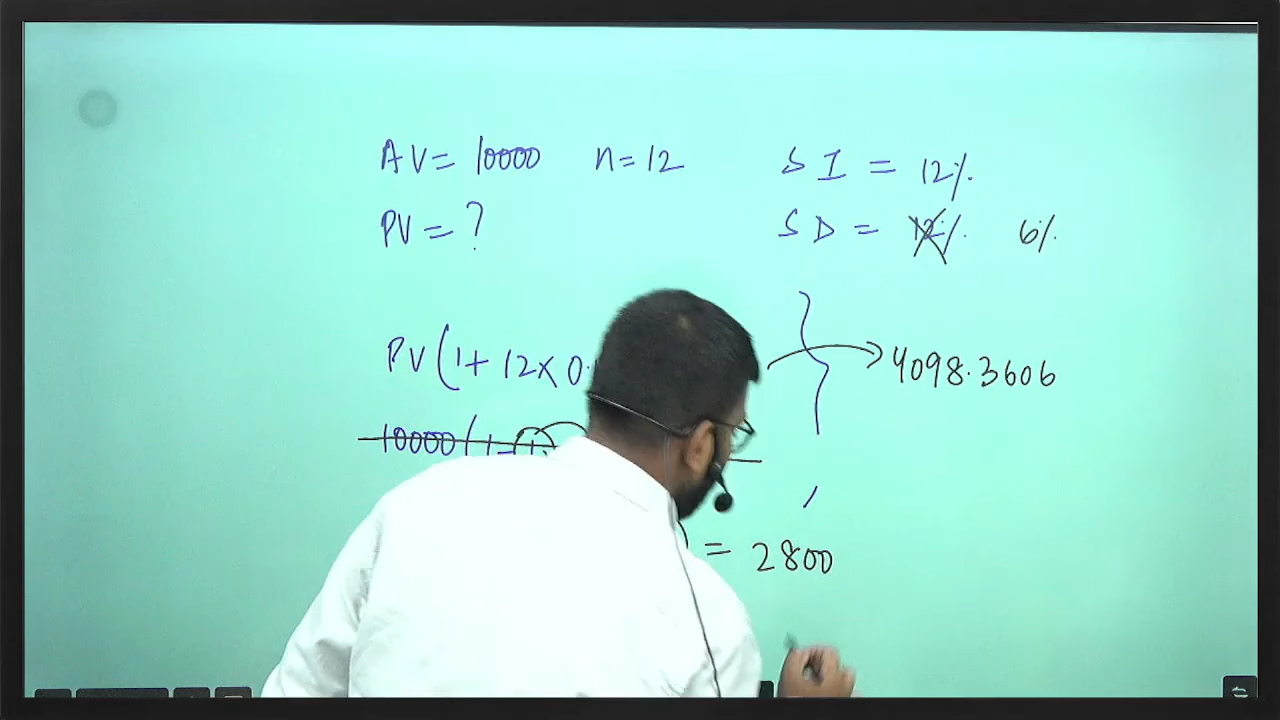 AV = 10000 n = 12 SI = 12%
PV = ? SD = 12% 6%
PV(1 + 12 × 0. 4098.3606
10000(1 - 
= 2800